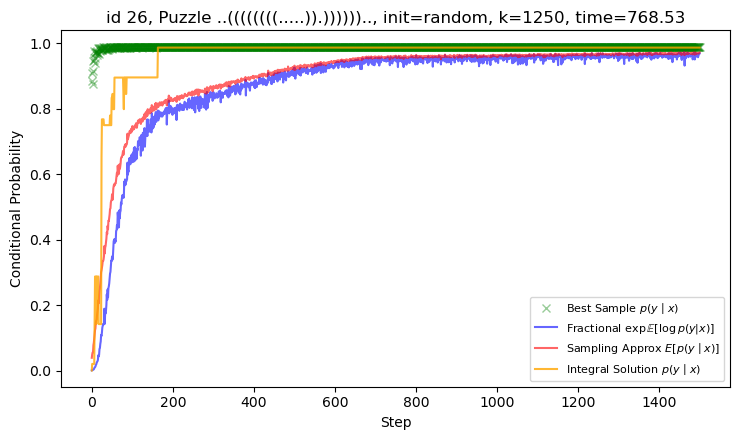 id 26, Puzzle ..((((((((.....)).)))))).., init=random, k=1250, time=768.53
1.0
0.8
0.6
0.4
0.2
0.0
Conditional Probability
0
200
400
600
800
1000
1200
1400
Step
Best Sample p(y | x)
Fractional exp𝔼[log p(y|x)]
Sampling Approx E[p(y | x)]
Integral Solution p(y | x)